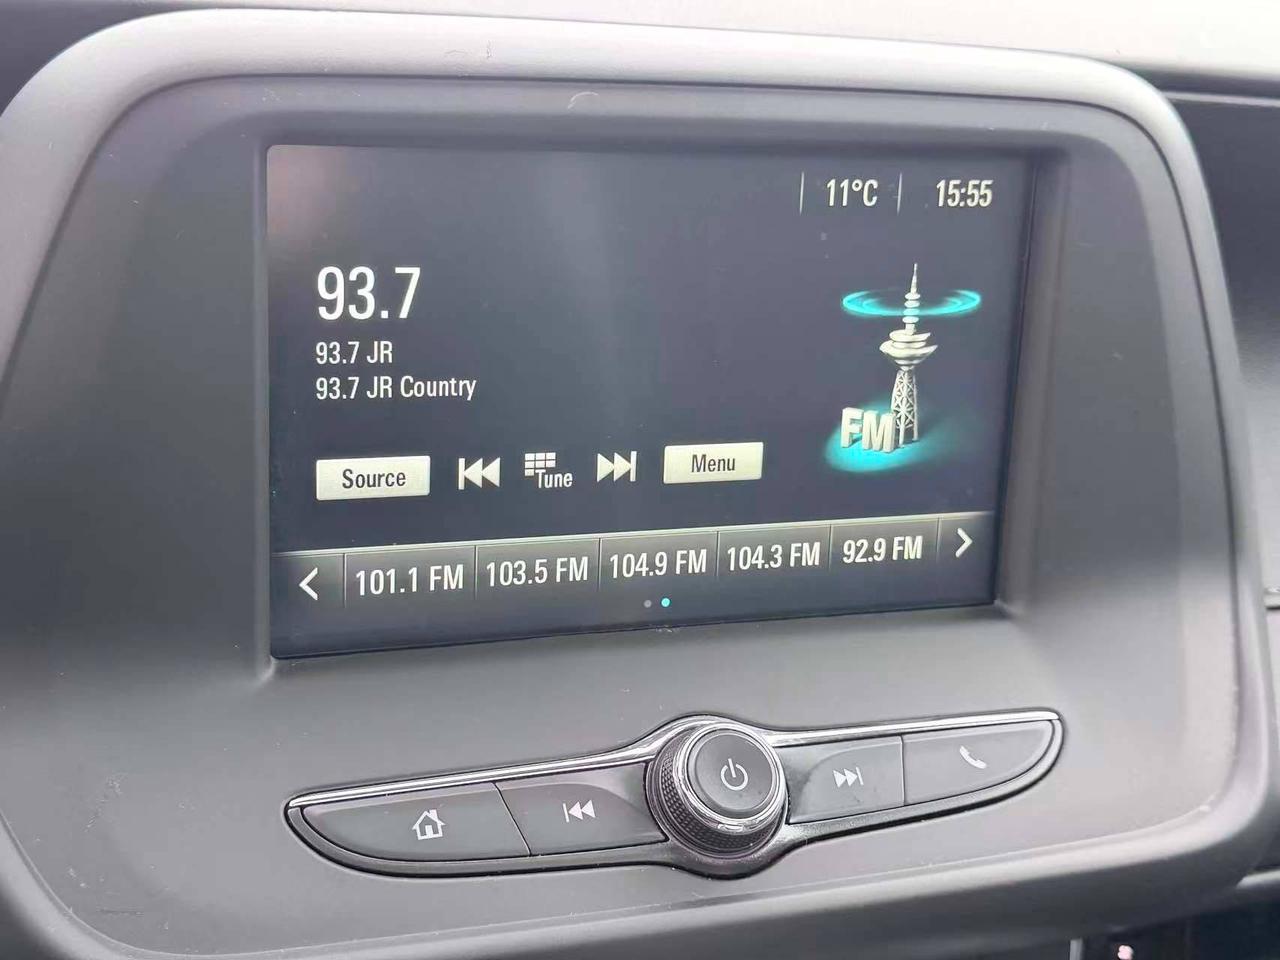 11°C 15:55
93.7
93.7 JR
93.7 JR Country
FM
Source Tune Menu
101.1 FM 103.5 FM 104.9 FM 104.3 FM 92.9 FM